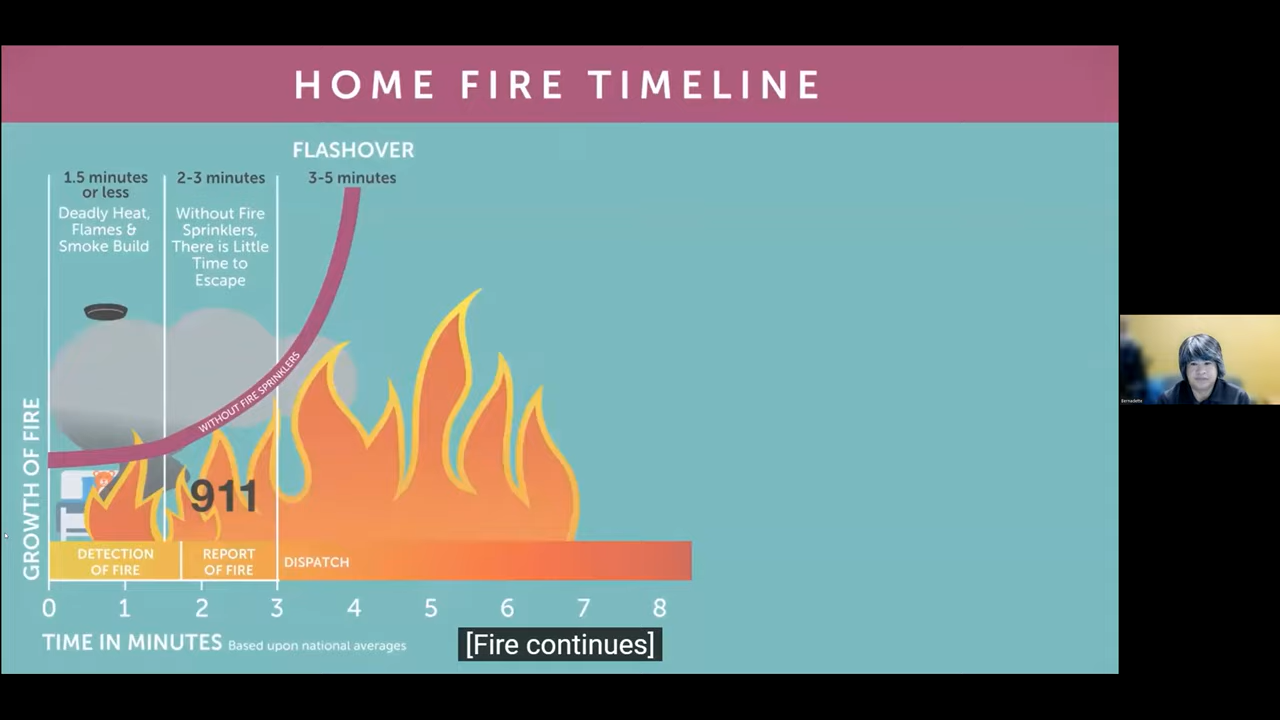 HOME FIRE TIMELINE
FLASHOVER
1.5 minutes
or less
Deadly Heat,
Flames &
Smoke Build
2-3 minutes
Without Fire
Sprinklers,
There is Little
Time to
Escape
3-5 minutes
WITHOUT FIRE SPRINKLERS
GROWTH OF FIRE
911
DETECTION
OF FIRE
REPORT
OF FIRE
DISPATCH
0 1 2 3 4 5 6 7 8
TIME IN MINUTES Based upon national averages
[Fire continues]
Bernadette